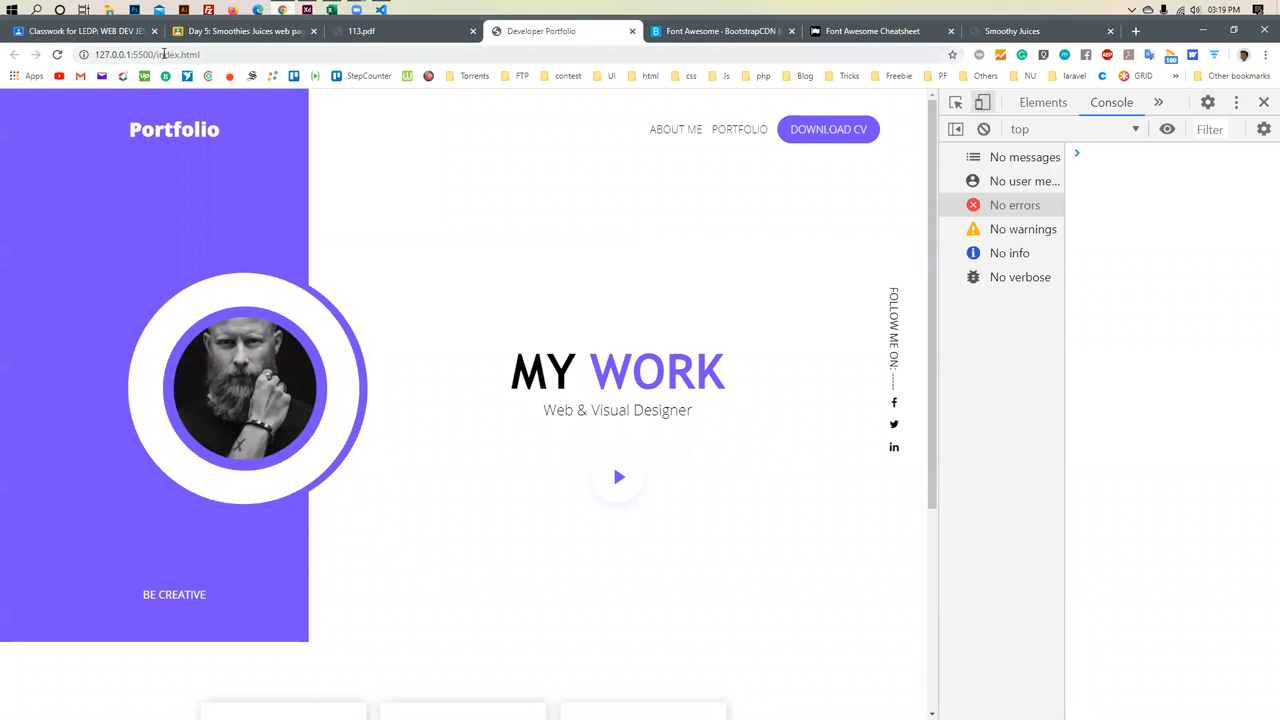 03:19 PM
Classwork for LEDP: WEB DEV JE
Day 5: Smoothies Juices web pag
113.pdf
Developer Portfolio
Font Awesome · BootstrapCDN b
Font Awesome Cheatsheet
Smoothy Juices
127.0.0.1:5500/index.html
Apps
StepCounter
Torrents
FTP
contest
UI
html
css
Js
php
Blog
Tricks
Freebie
PF
Others
NU
laravel
GRID
»
Other bookmarks
Portfolio
ABOUT ME
PORTFOLIO
DOWNLOAD CV
MY WORK
Web & Visual Designer
FOLLOW ME ON: -----
BE CREATIVE
Elements
Console
»
top
Filter
No messages
No user me...
No errors
No warnings
No info
No verbose